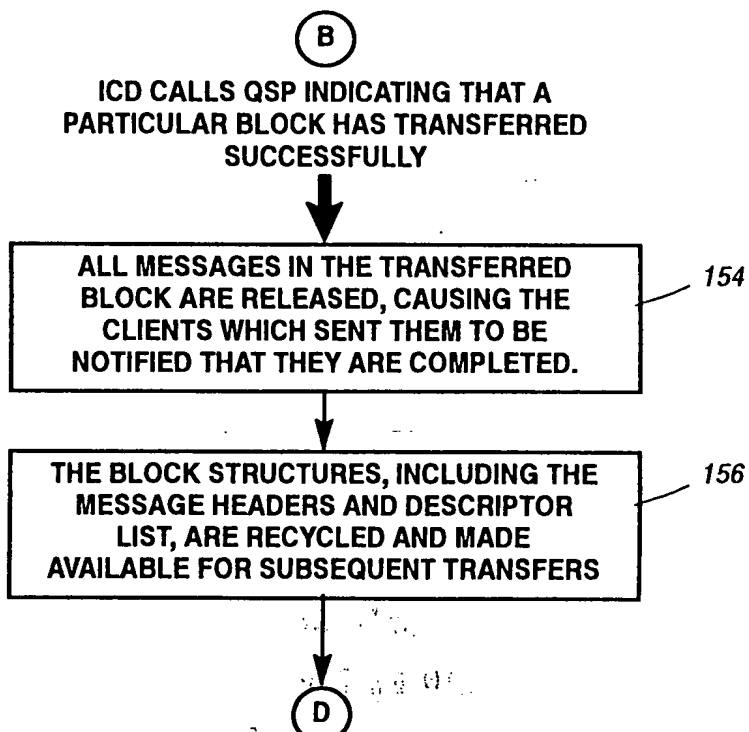 B
ICD CALLS QSP INDICATING THAT A
PARTICULAR BLOCK HAS TRANSFERRED
SUCCESSFULLY
ALL MESSAGES IN THE TRANSFERRED
BLOCK ARE RELEASED, CAUSING THE
CLIENTS WHICH SENT THEM TO BE
NOTIFIED THAT THEY ARE COMPLETED.
154
THE BLOCK STRUCTURES, INCLUDING THE
MESSAGE HEADERS AND DESCRIPTOR
LIST, ARE RECYCLED AND MADE
AVAILABLE FOR SUBSEQUENT TRANSFERS
156
D